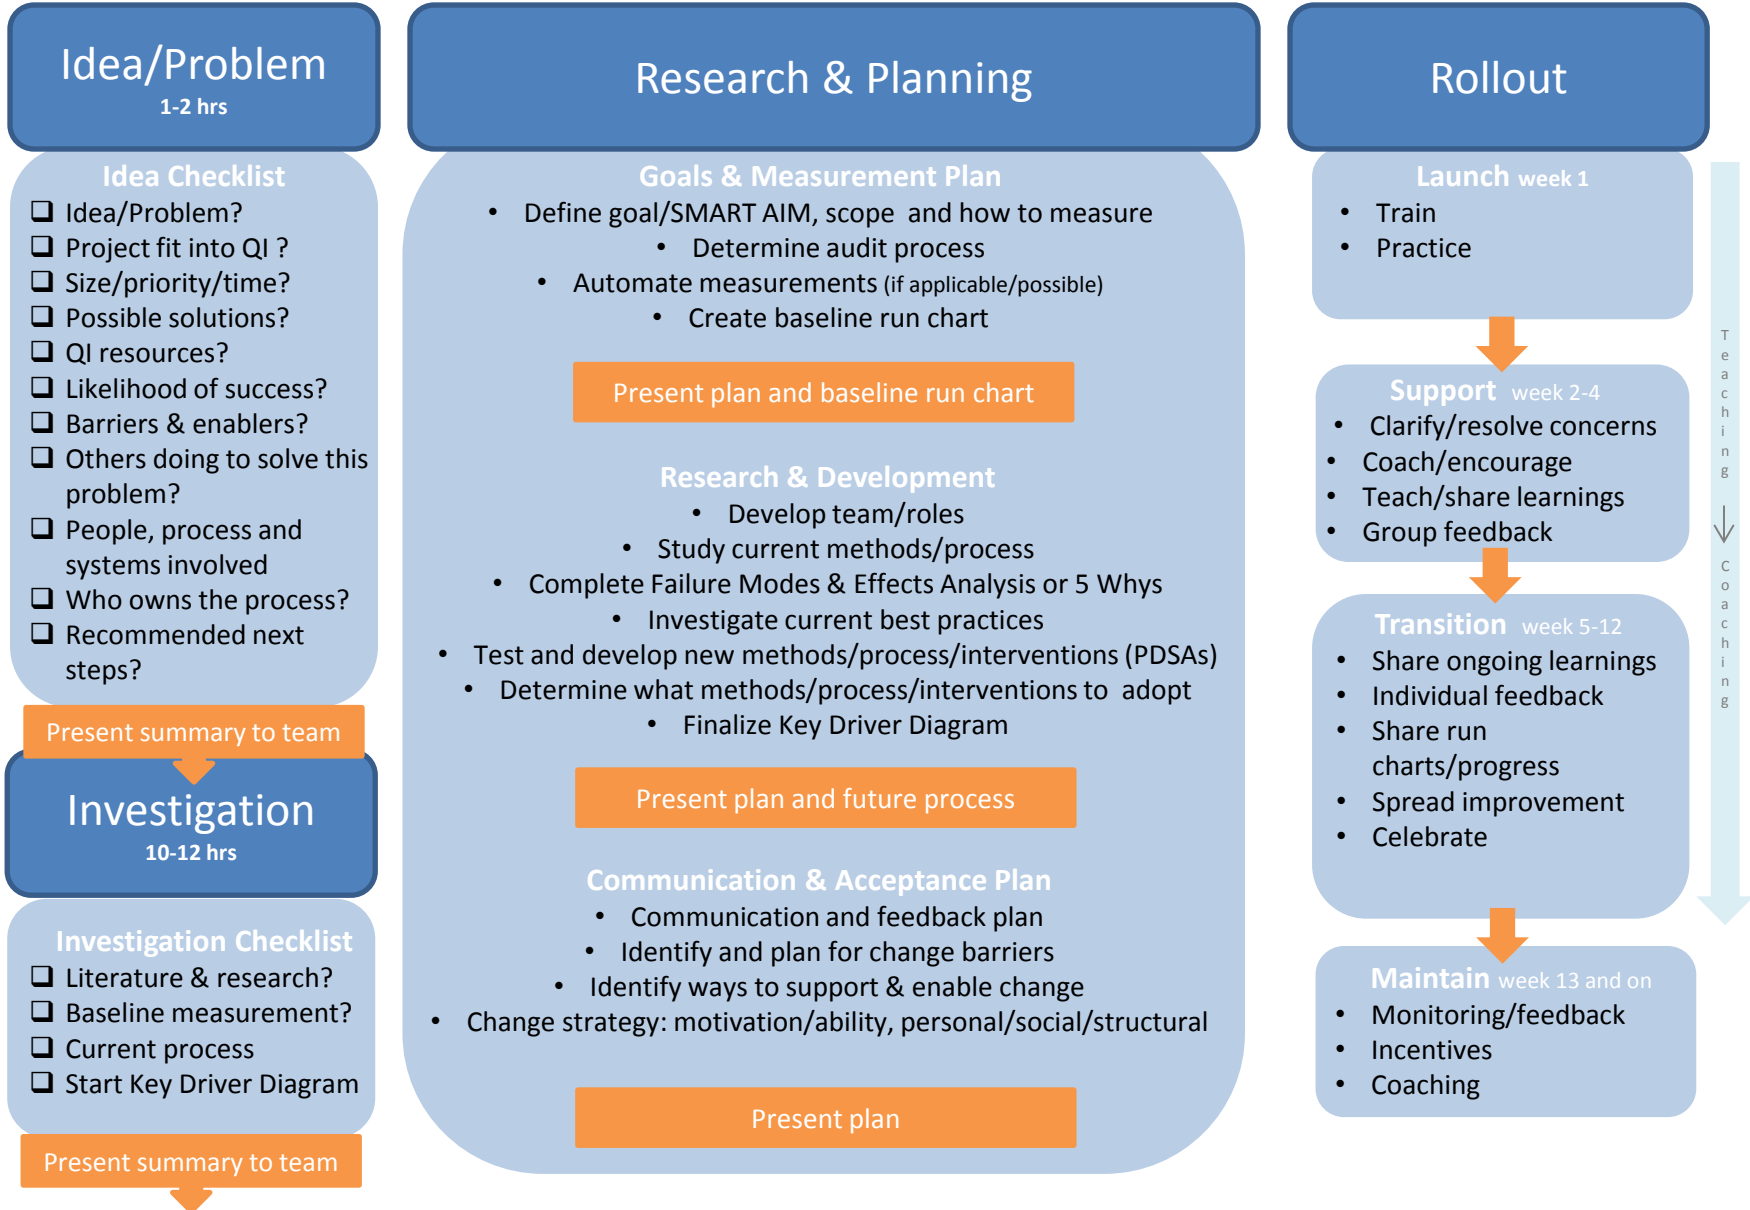 Idea/Problem
1-2 hrs
Idea Checklist
❑ Idea/Problem?
❑ Project fit into QI ?
❑ Size/priority/time?
❑ Possible solutions?
❑ QI resources?
❑ Likelihood of success?
❑ Barriers & enablers?
❑ Others doing to solve this
problem?
❑ People, process and
systems involved
❑ Who owns the process?
❑ Recommended next
steps?
Present summary to team
Investigation
10-12 hrs
Investigation Checklist
❑ Literature & research?
❑ Baseline measurement?
❑ Current process
❑ Start Key Driver Diagram
Present summary to team
Research & Planning
Goals & Measurement Plan
• Define goal/SMART AIM, scope and how to measure
• Determine audit process
• Automate measurements (if applicable/possible)
• Create baseline run chart
Present plan and baseline run chart
Research & Development
• Develop team/roles
• Study current methods/process
• Complete Failure Modes & Effects Analysis or 5 Whys
• Investigate current best practices
• Test and develop new methods/process/interventions (PDSAs)
• Determine what methods/process/interventions to adopt
• Finalize Key Driver Diagram
Present plan and future process
Communication & Acceptance Plan
• Communication and feedback plan
• Identify and plan for change barriers
• Identify ways to support & enable change
• Change strategy: motivation/ability, personal/social/structural
Present plan
Rollout
Launch week 1
• Train
• Practice
Support week 2-4
• Clarify/resolve concerns
• Coach/encourage
• Teach/share learnings
• Group feedback
Transition week 5-12
• Share ongoing learnings
• Individual feedback
• Share run
charts/progress
• Spread improvement
• Celebrate
Maintain week 13 and on
• Monitoring/feedback
• Incentives
• Coaching
Teaching → Coaching